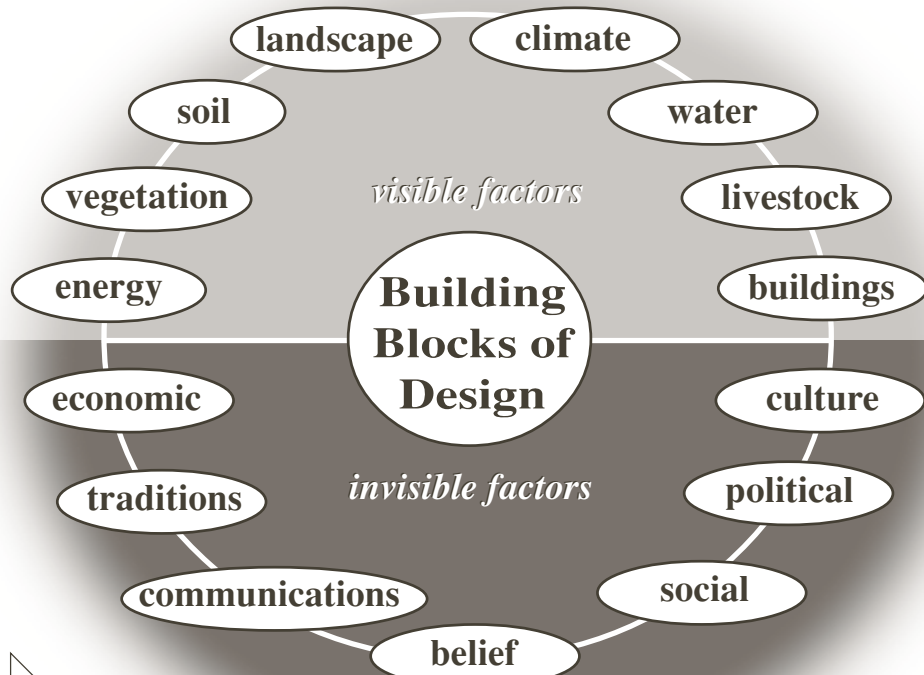 landscape
climate
soil
water
visible factors
vegetation
livestock
energy
buildings
Building
Blocks of
Design
economic
culture
invisible factors
traditions
political
communications
social
belief